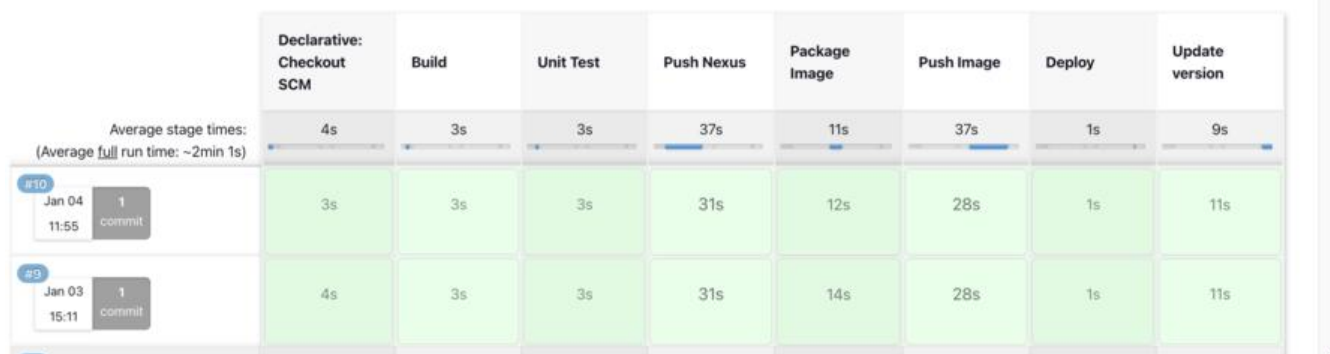 Declarative:
Checkout
SCM
Build
Unit Test
Push Nexus
Package
Image
Push Image
Deploy
Update
version
Average stage times:
(Average full run time: ~2min 1s)
4s 3s 3s 37s 11s 37s 1s 9s
#10
Jan 04
11:55
1
commit
3s 3s 3s 31s 12s 28s 1s 11s
#9
Jan 03
15:11
1
commit
4s 3s 3s 31s 14s 28s 1s 11s